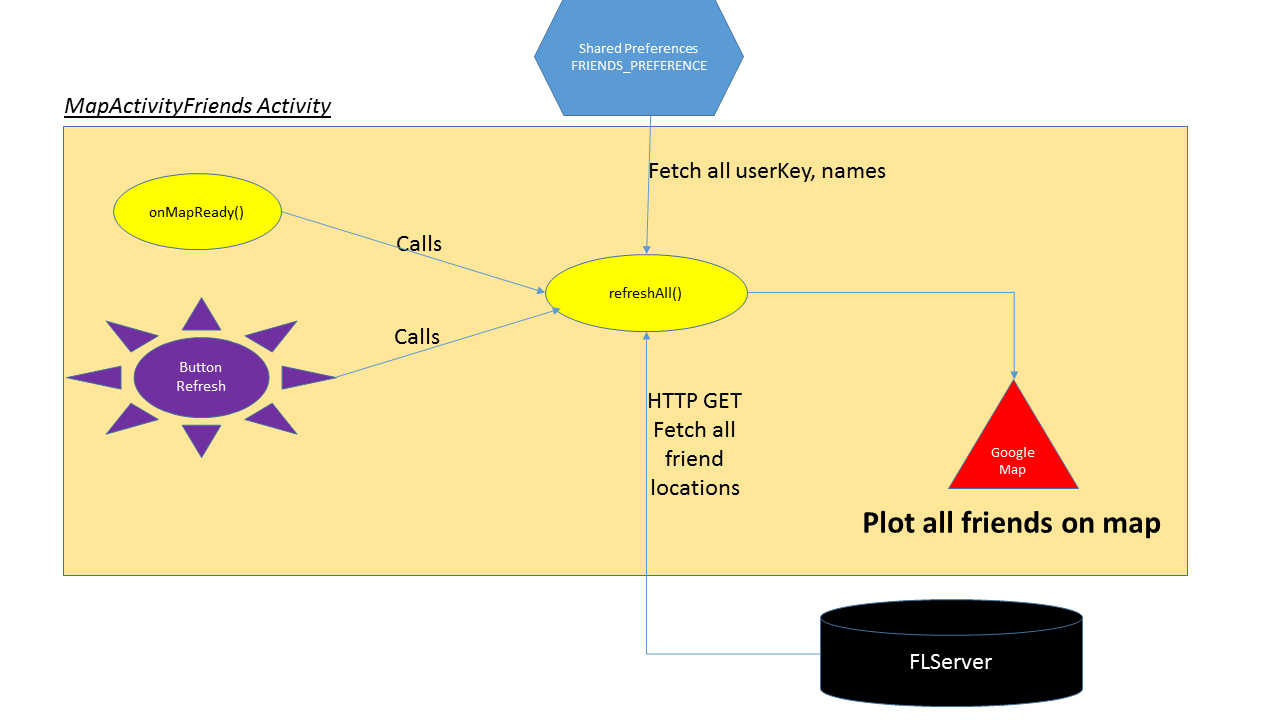 Shared Preferences
FRIENDS_PREFERENCE
MapActivityFriends Activity
Fetch all userKey, names
onMapReady()
Calls
refreshAll()
Calls
Button
Refresh
HTTP GET
Fetch all
friend
locations
Google
Map
Plot all friends on map
FLServer